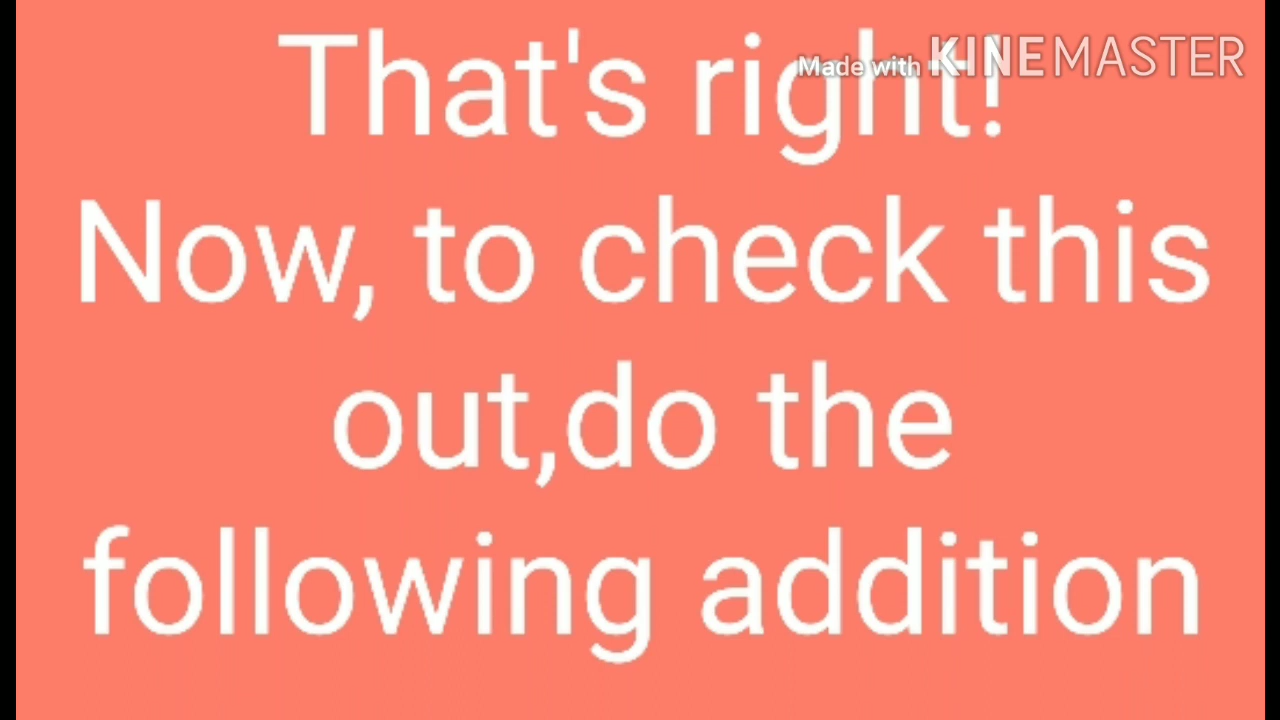 That's right!
Made with KINEMASTER
Now, to check this
out,do the
following addition